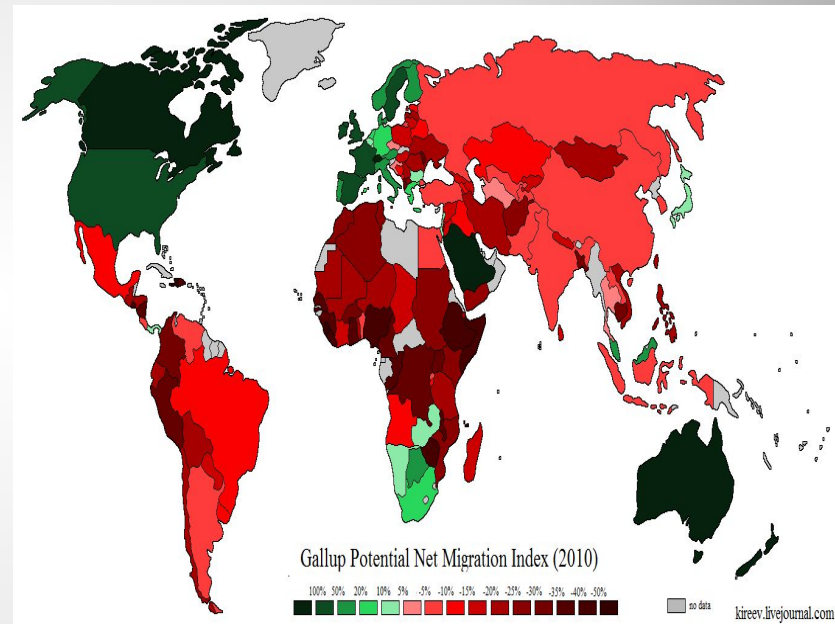 Gallup Potential Net Migration Index (2010)
100% 50% 20% 10% 5% -5% -10% -15% -20% -25% -30% -35% -40% -50%
no data
kireev.livejournal.com